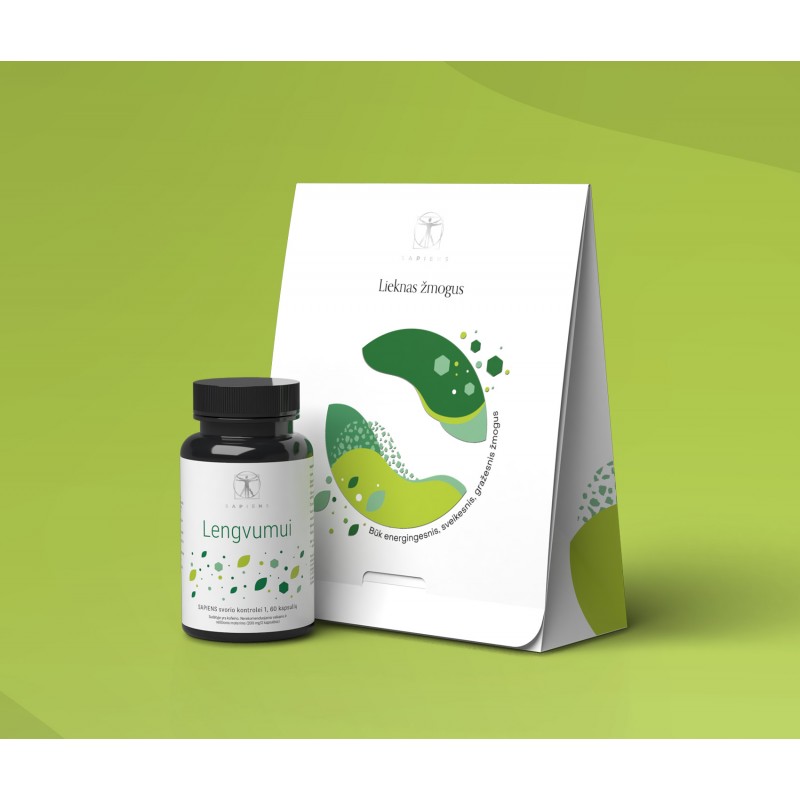 SAPIENS
Lieknas žmogus
Būk energingesnis, sveikesnis, gražesnis žmogus
SAPIENS
Lengvumui
SAPIENS svorio kontrolei 1, 60 kapsulių